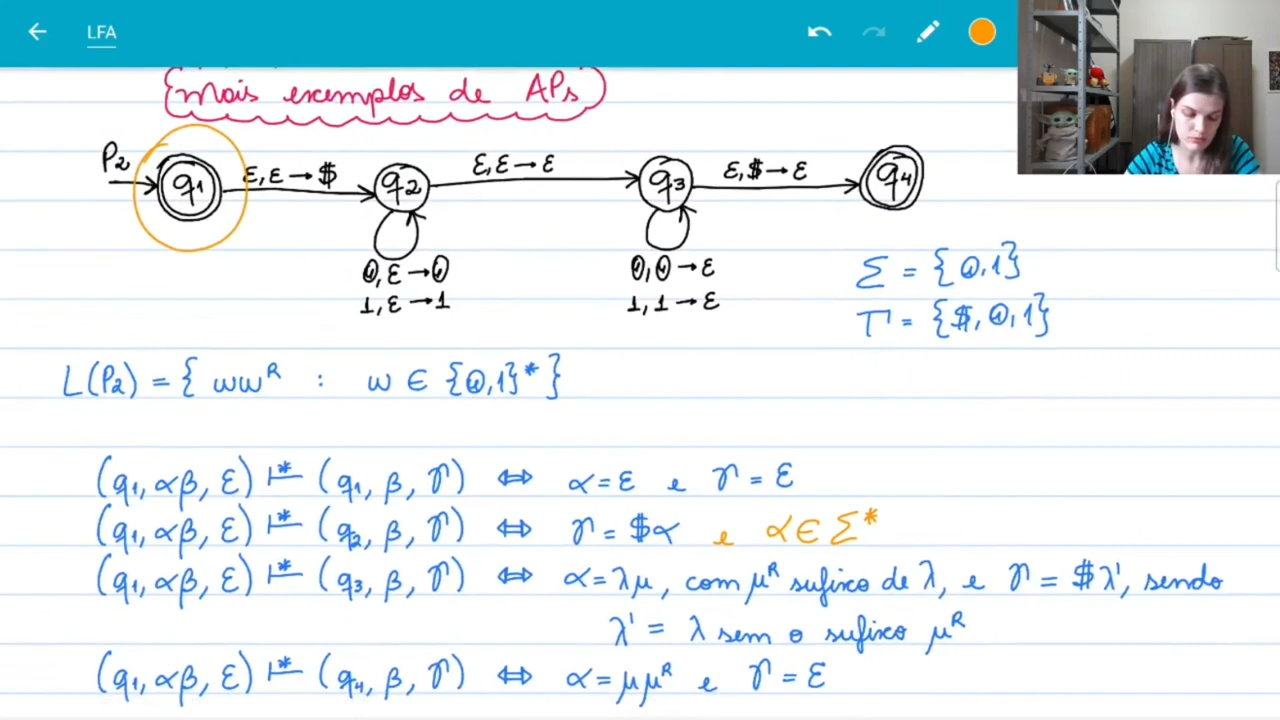 LFA
mais exemplos de APs
P2
q1 ε,ε→$ q2 ε,ε→ε q3 ε,$→ε q4
0,ε→0 0,0→ε
1,ε→1 1,1→ε
Σ = {0,1}
Γ = {$,0,1}
L(P2) = { ωω^R : ω ∈ {0,1}* }
(q1, αβ, ε) ⊢* (q1, β, γ) ⇔ α = ε e γ = ε
(q1, αβ, ε) ⊢* (q2, β, γ) ⇔ γ = $α e α ∈ Σ*
(q1, αβ, ε) ⊢* (q3, β, γ) ⇔ α = λμ, com μ^R sufixo de λ, e γ = $λ', sendo
λ' = λ sem o sufixo μ^R
(q1, αβ, ε) ⊢* (q4, β, γ) ⇔ α = μμ^R e γ = ε